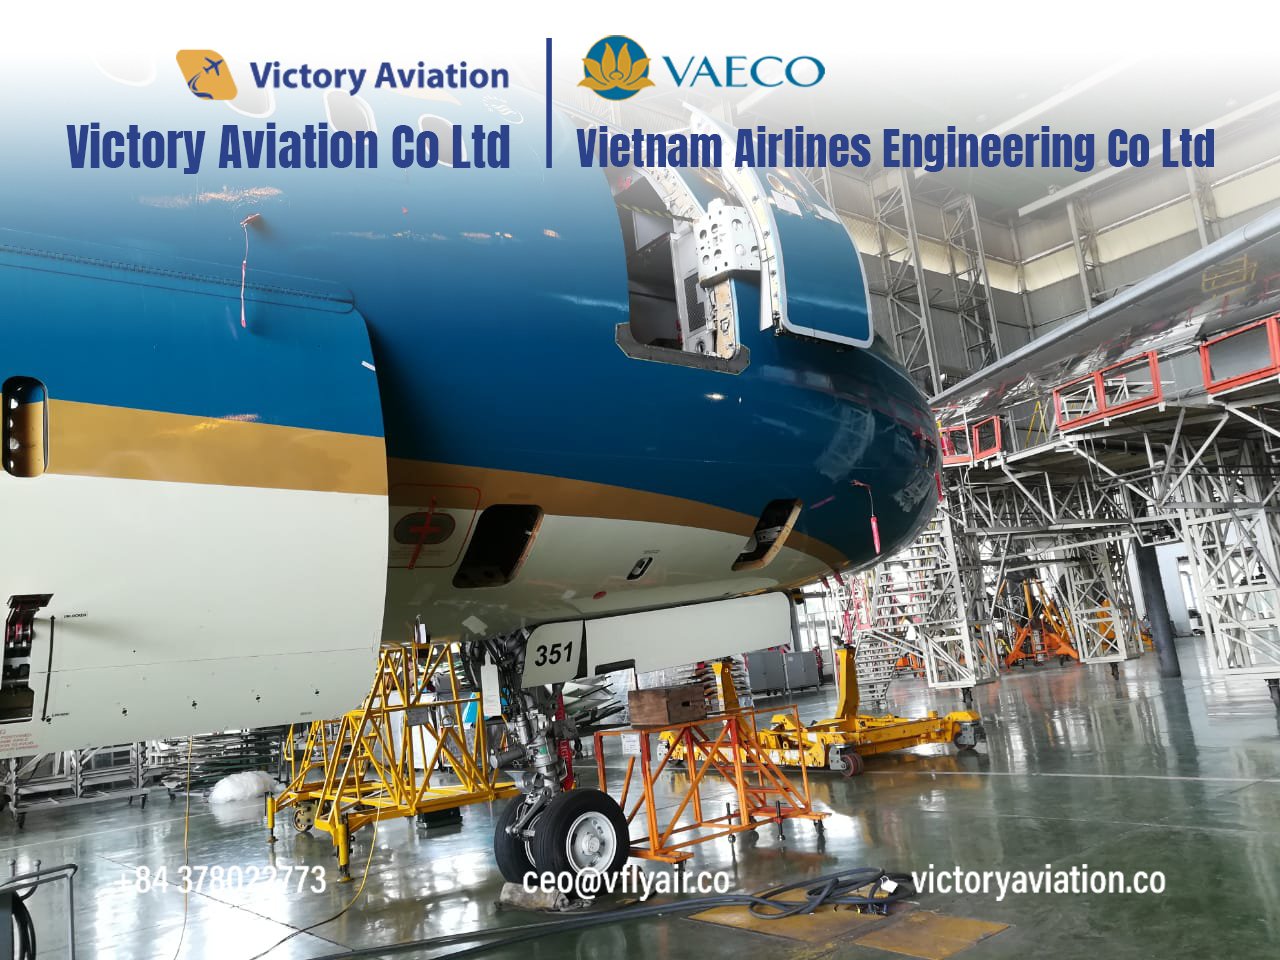 Victory Aviation
VAECO
Victory Aviation Co Ltd
Vietnam Airlines Engineering Co Ltd
UNLOCKED
351
+84 378022773
ceo@vflyair.co
victoryaviation.co